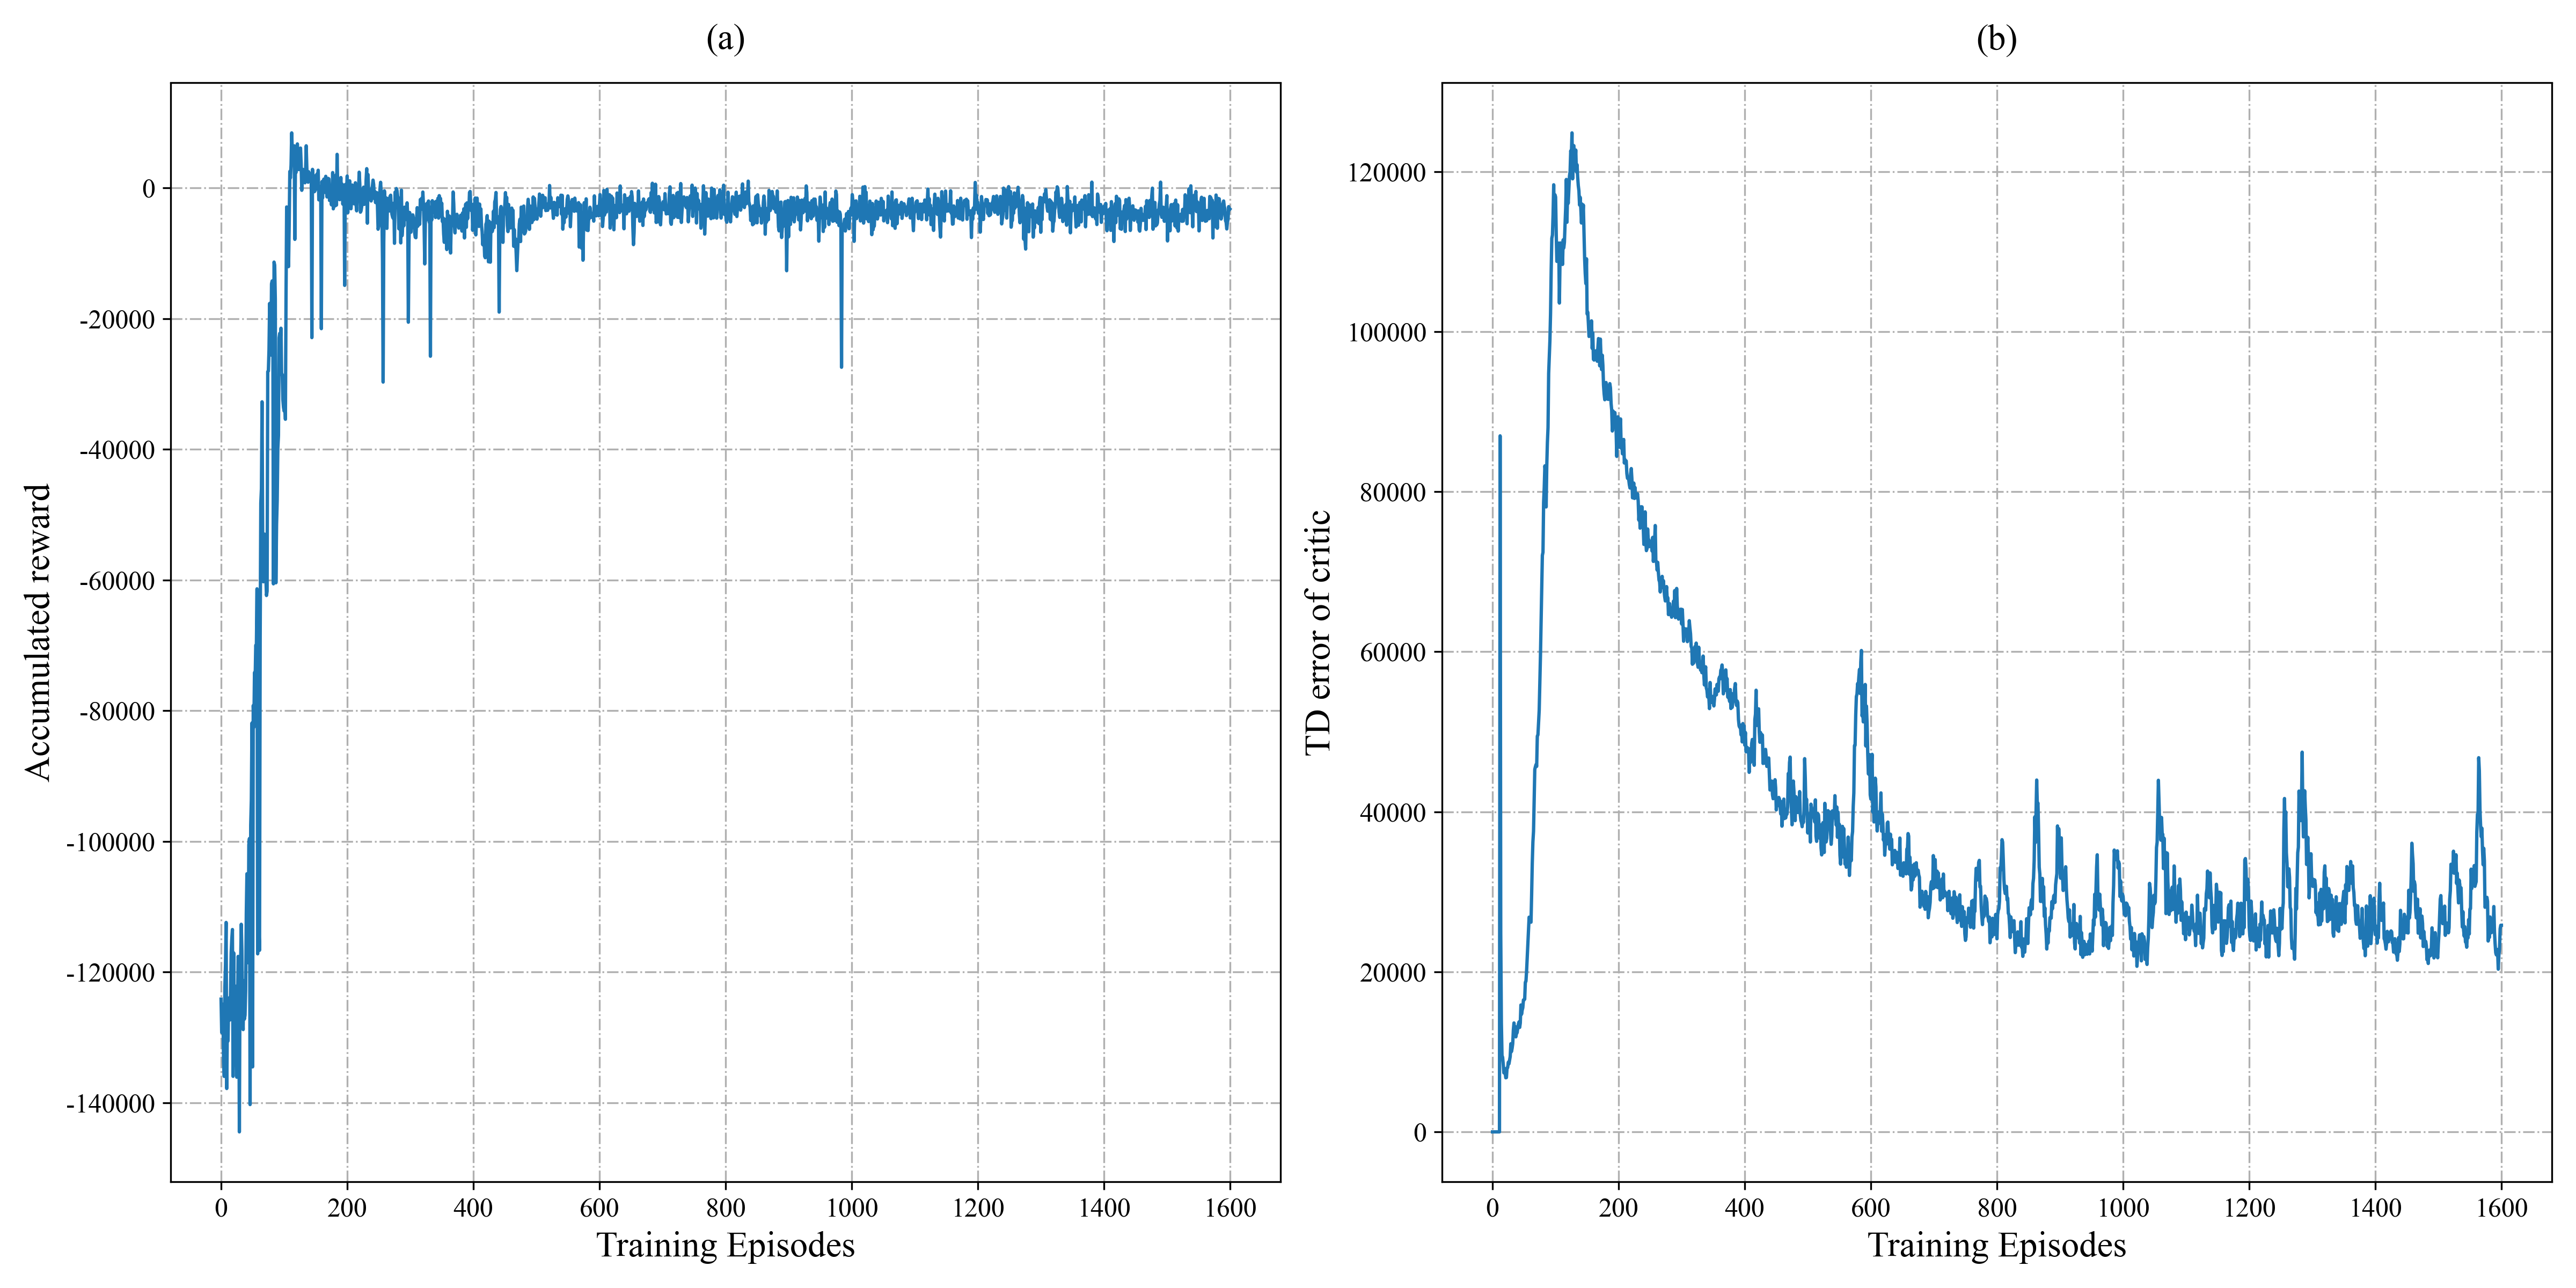 (a)
0
-20000
-40000
-60000
-80000
-100000
-120000
-140000
Accumulated reward
0 200 400 600 800 1000 1200 1400 1600
Training Episodes
(b)
120000
100000
80000
60000
40000
20000
0
TD error of critic
0 200 400 600 800 1000 1200 1400 1600
Training Episodes